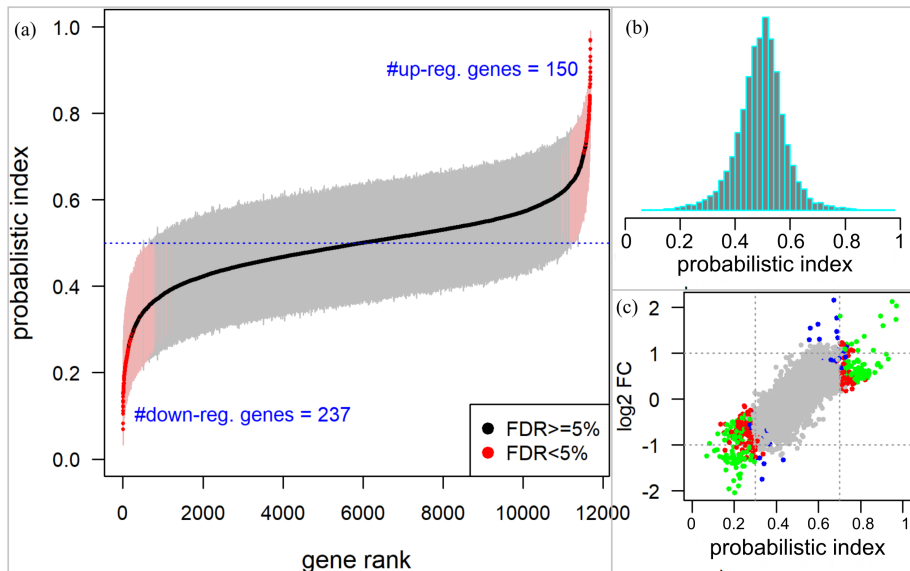 (a)
1.0
0.8
0.6
0.4
0.2
0.0
probablistic index
#up-reg. genes = 150
#down-reg. genes = 237
FDR>=5%
FDR<5%
0 2000 4000 6000 8000 10000 12000
gene rank
(b)
0 0.2 0.4 0.6 0.8 1
probabilistic index
(c)
2
1
0
-1
-2
log2 FC
0 0.2 0.4 0.6 0.8 1
probabilistic index